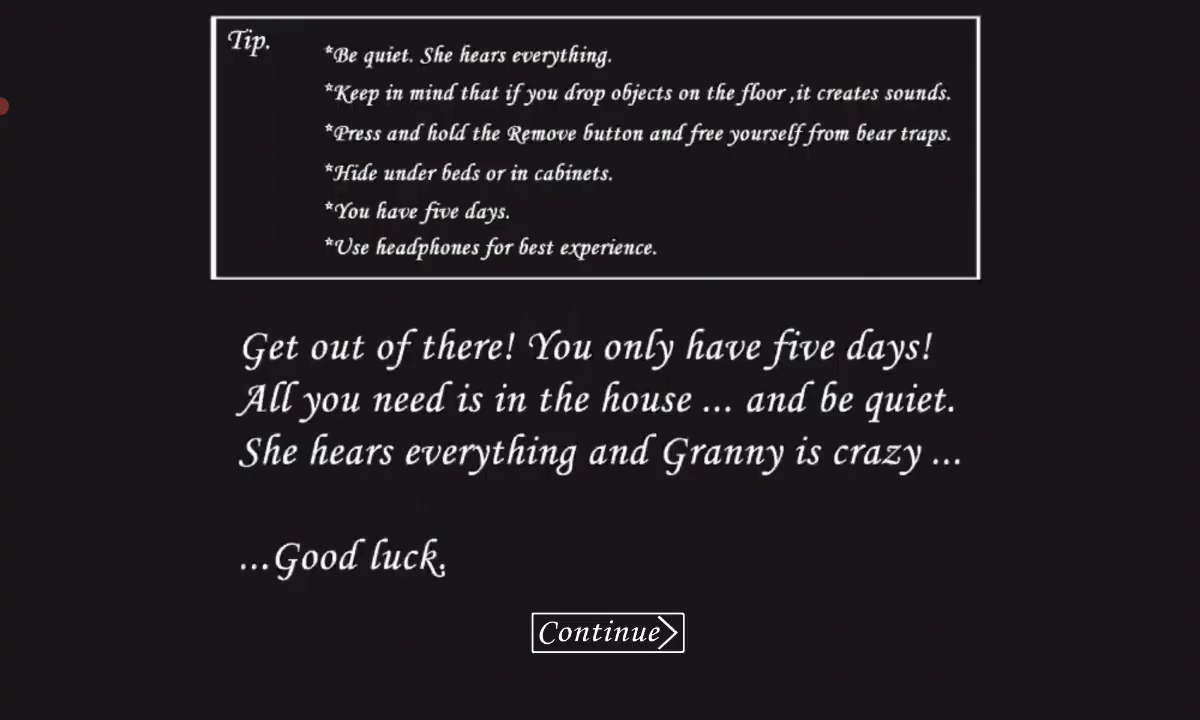 Tip.
*Be quiet. She hears everything.
*Keep in mind that if you drop objects on the floor ,it creates sounds.
*Press and hold the Remove button and free yourself from bear traps.
*Hide under beds or in cabinets.
*You have five days.
*Use headphones for best experience.
Get out of there! You only have five days!
All you need is in the house ... and be quiet.
She hears everything and Granny is crazy ...
...Good luck.
Continue